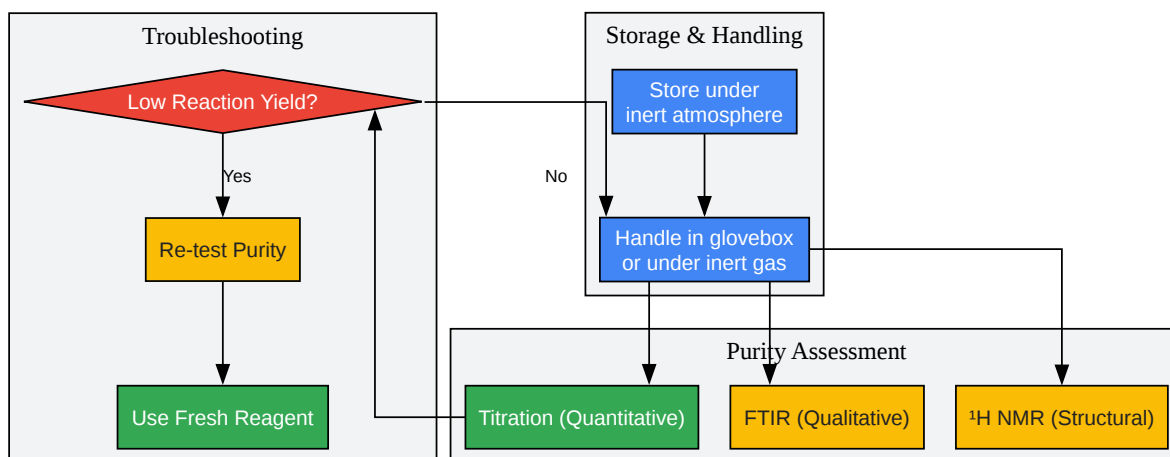 Troubleshooting
Low Reaction Yield?
Yes
Re-test Purity
Use Fresh Reagent
No
Storage & Handling
Store under
inert atmosphere
Handle in glovebox
or under inert gas
Purity Assessment
Titration (Quantitative)
FTIR (Qualitative)
¹H NMR (Structural)